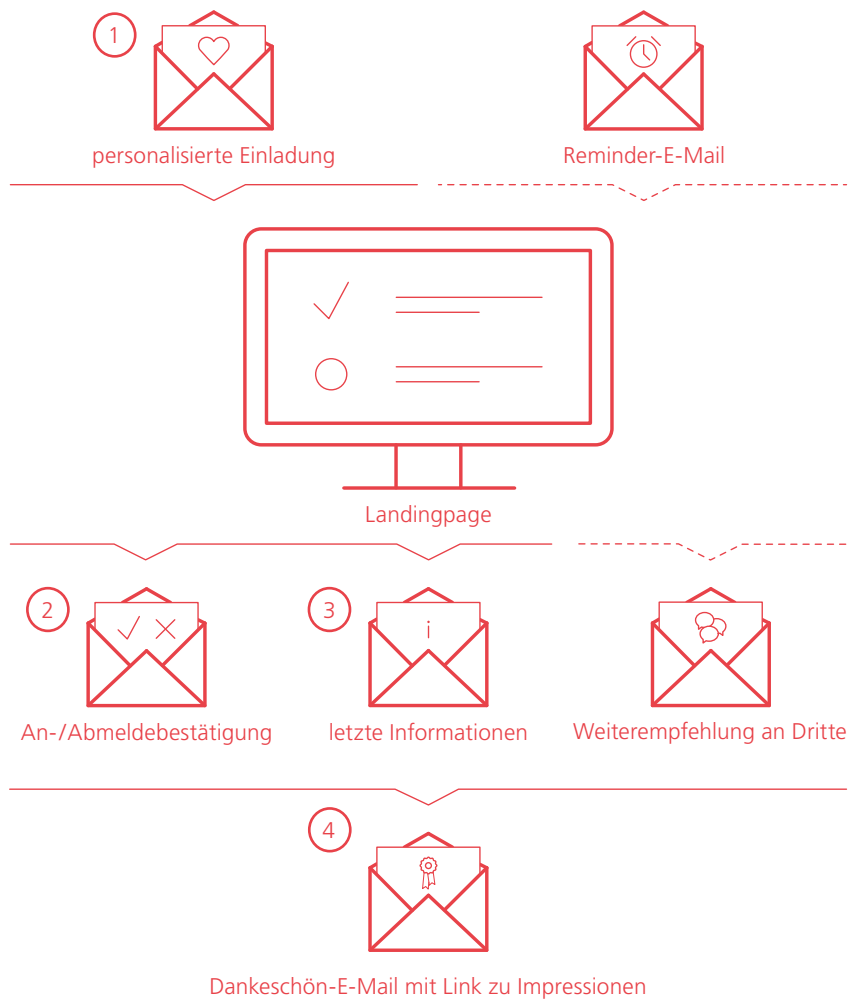 1
personalisierte Einladung
Reminder-E-Mail
Landingpage
2
3
i
An-/Abmeldebestätigung
letzte Informationen
Weiterempfehlung an Dritte
4
Dankeschön-E-Mail mit Link zu Impressionen